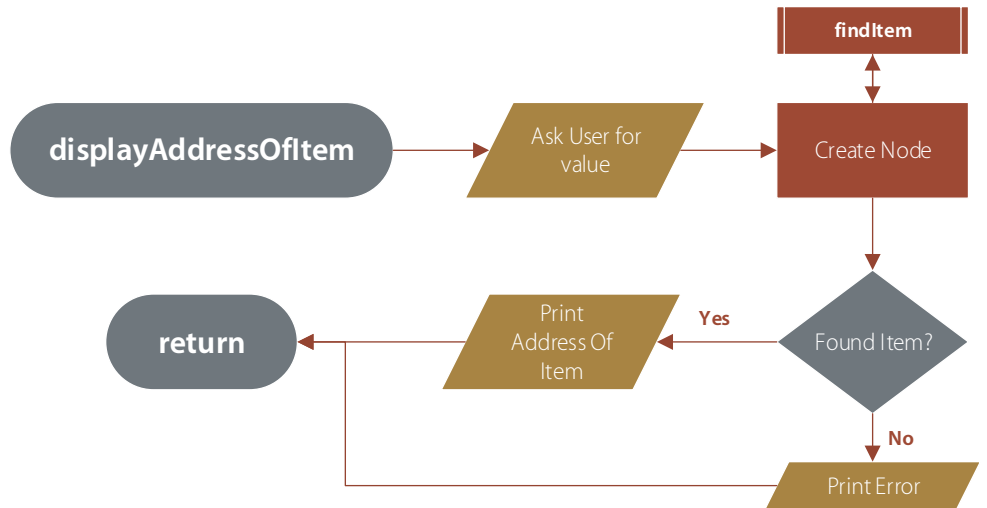 findItem
displayAddressOfItem
Ask User for
value
Create Node
return
Print
Address Of
Item
Yes
Found Item?
No
Print Error